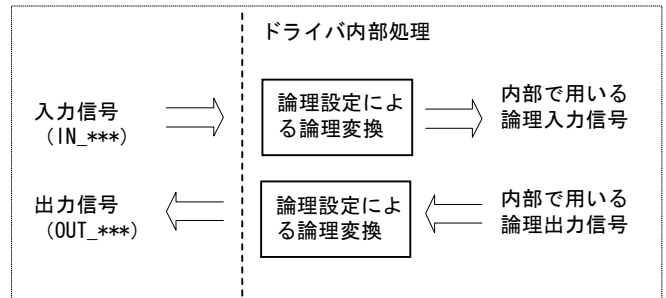 ドライバ内部処理
入力信号
(IN_***)
論理設定によ
る論理変換
内部で用いる
論理入力信号
出力信号
(OUT_***)
論理設定によ
る論理変換
内部で用いる
論理出力信号